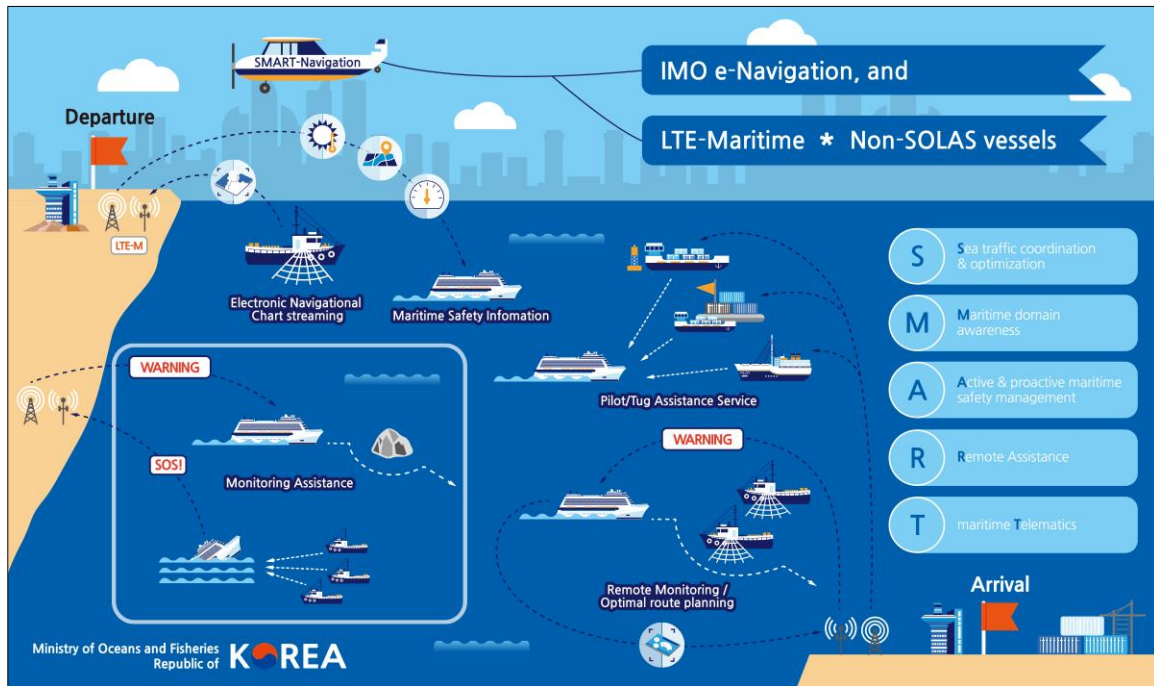 SMART-Navigation
IMO e-Navigation, and
LTE-Maritime * Non-SOLAS vessels
Departure
LTE-M
Electronic Navigational
Chart streaming
Maritime Safety Infomation
Pilot/Tug Assistance Service
WARNING
Monitoring Assistance
SOS!
WARNING
Remote Monitoring /
Optimal route planning
S
Sea traffic coordination
& optimization
M
Maritime domain
awareness
A
Active & proactive maritime
safety management
R
Remote Assistance
T
maritime Telematics
Arrival
Ministry of Oceans and Fisheries
Republic of KOREA